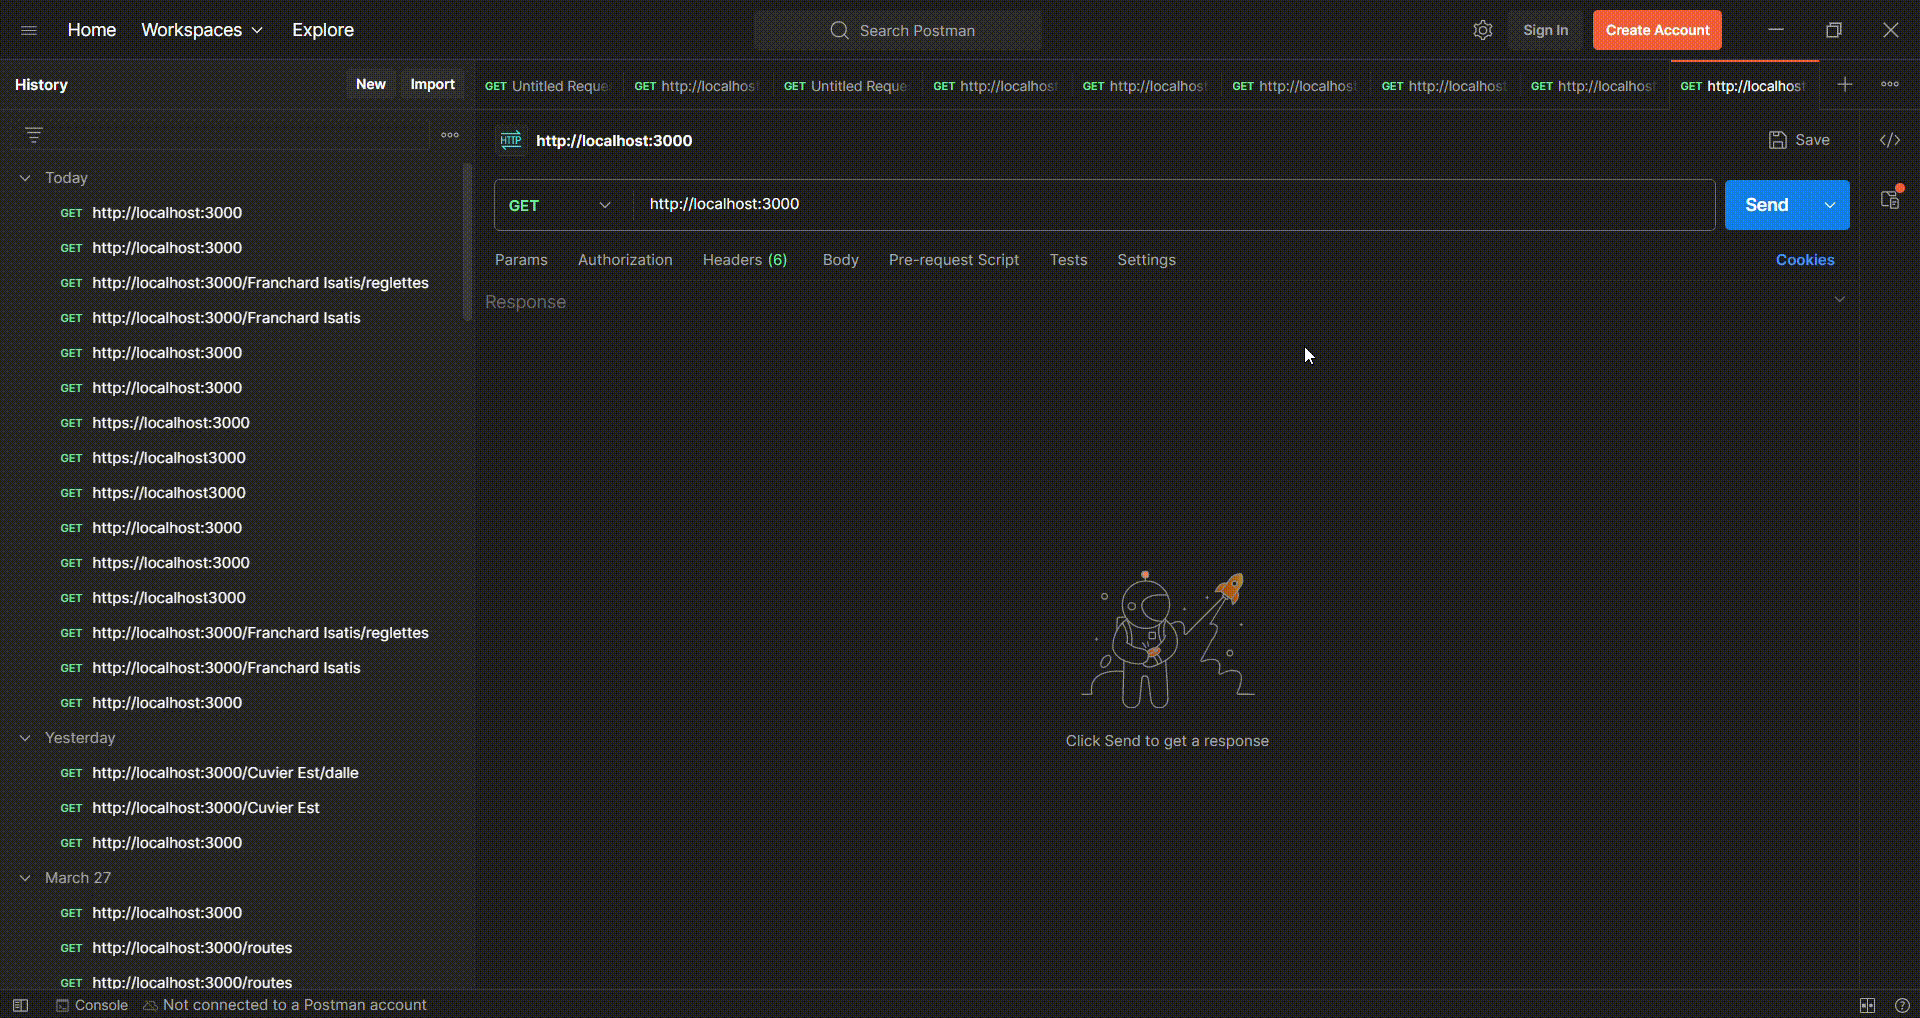 Home Workspaces Explore Search Postman Sign In Create Account
History New Import
GET Untitled Reque GET http://localhost GET Untitled Reque GET http://localhost GET http://localhost GET http://localhost GET http://localhost GET http://localhost GET http://localhost
HTTP http://localhost:3000 Save
GET http://localhost:3000 Send
Params Authorization Headers (6) Body Pre-request Script Tests Settings Cookies
Response
Click Send to get a response
Today
GET http://localhost:3000
GET http://localhost:3000
GET http://localhost:3000/Franchard Isatis/reglettes
GET http://localhost:3000/Franchard Isatis
GET http://localhost:3000
GET http://localhost:3000
GET https://localhost:3000
GET https://localhost3000
GET https://localhost3000
GET http://localhost:3000
GET https://localhost:3000
GET https://localhost3000
GET http://localhost:3000/Franchard Isatis/reglettes
GET http://localhost:3000/Franchard Isatis
GET http://localhost:3000
Yesterday
GET http://localhost:3000/Cuvier Est/dalle
GET http://localhost:3000/Cuvier Est
GET http://localhost:3000
March 27
GET http://localhost:3000
GET http://localhost:3000/routes
GET http://localhost:3000/routes
Console Not connected to a Postman account